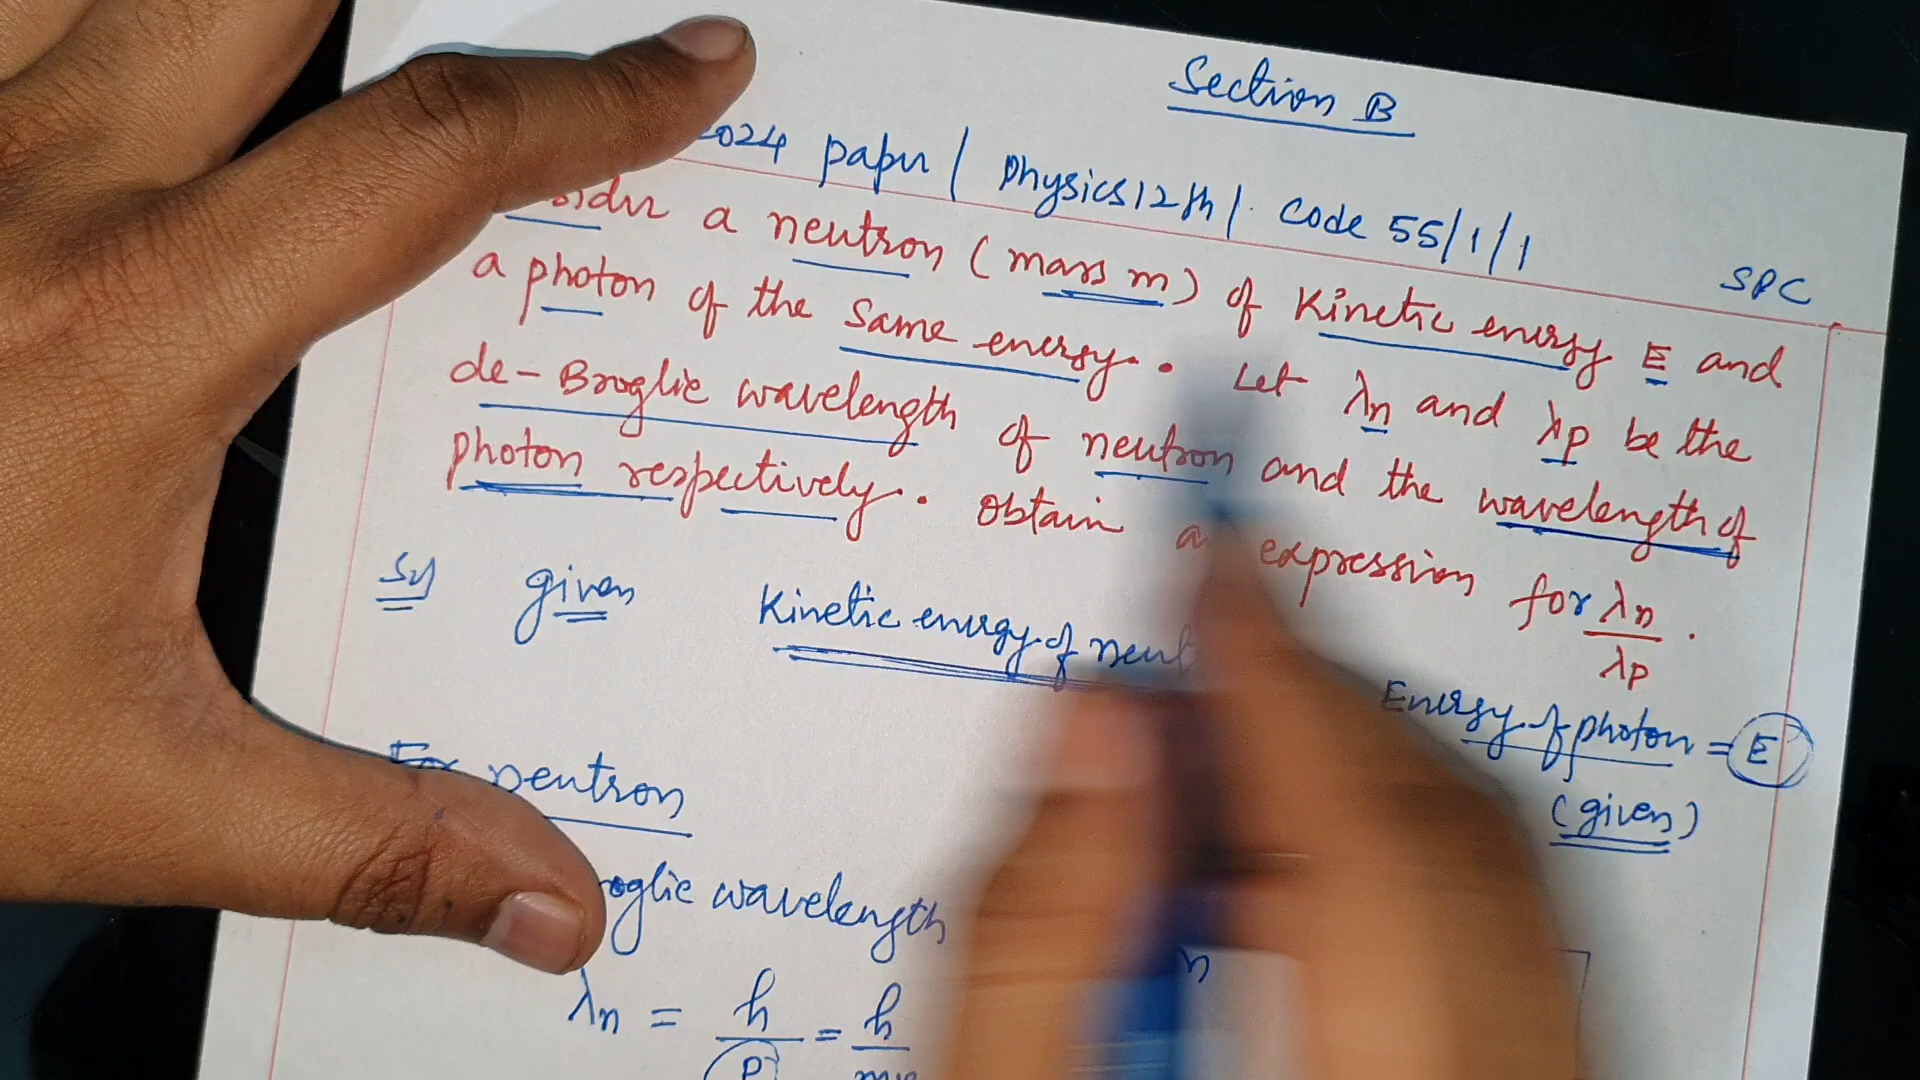 Section B
2024 paper | Physics 12th | Code 55/1/1
SPC
a neutron (mass m) of Kinetic energy E and
a photon of the same energy. Let λn and λp be the
de-Broglie wavelength of neutron and the wavelength of
photon respectively. Obtain expression for λn/λp.
given Kinetic energy of
Energy of photon = E
(given)
For neutron
wavelength
λn = h/p = h/